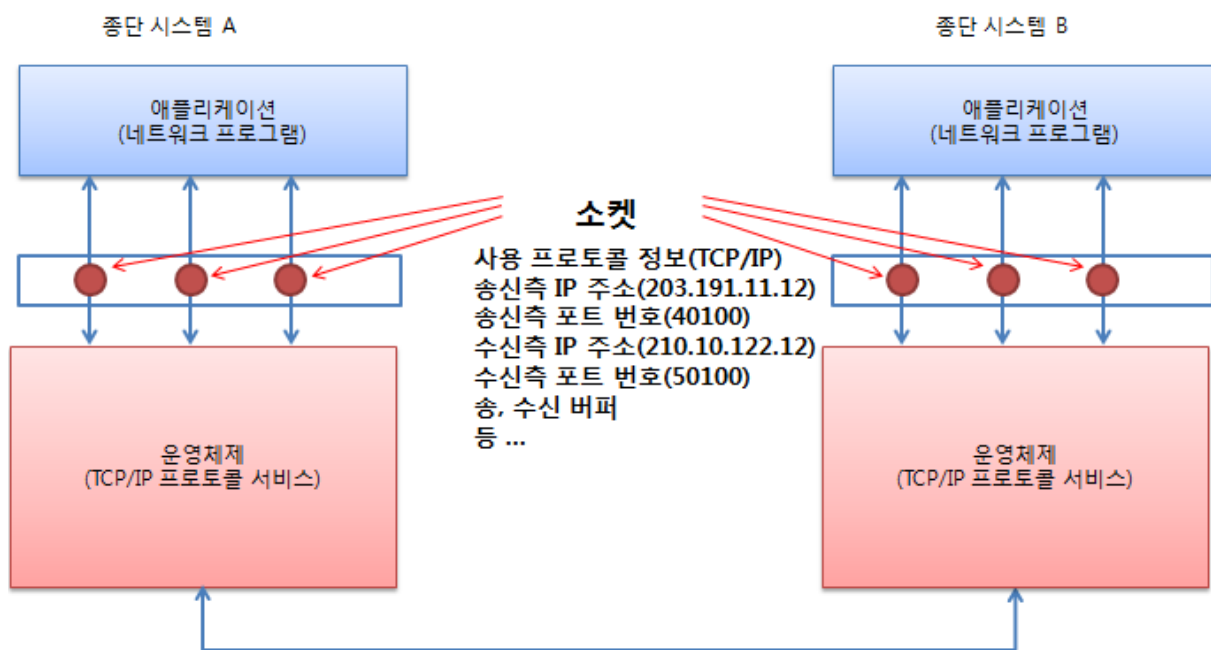 종단 시스템 A
종단 시스템 B
애플리케이션
(네트워크 프로그램)
애플리케이션
(네트워크 프로그램)
소켓
사용 프로토콜 정보(TCP/IP)
송신측 IP 주소(203.191.11.12)
송신측 포트 번호(40100)
수신측 IP 주소(210.10.122.12)
수신측 포트 번호(50100)
송, 수신 버퍼
등 ...
운영체제
(TCP/IP 프로토콜 서비스)
운영체제
(TCP/IP 프로토콜 서비스)